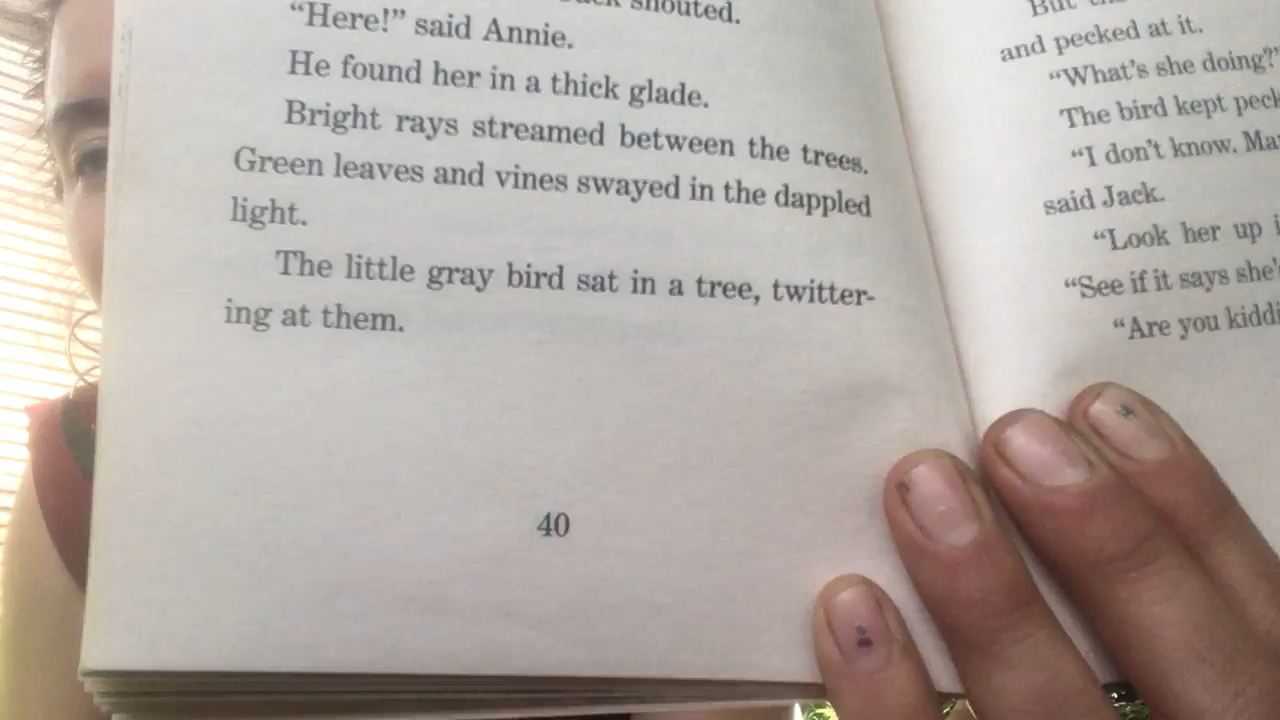 shouted.
“Here!” said Annie.
He found her in a thick glade.
Bright rays streamed between the trees.
Green leaves and vines swayed in the dappled
light.
The little gray bird sat in a tree, twitter-
ing at them.
40
But
and pecked at it.
“What's she doing?”
The bird kept
“I don't know.
said Jack.
“Look her up
“See if it says she's
“Are you